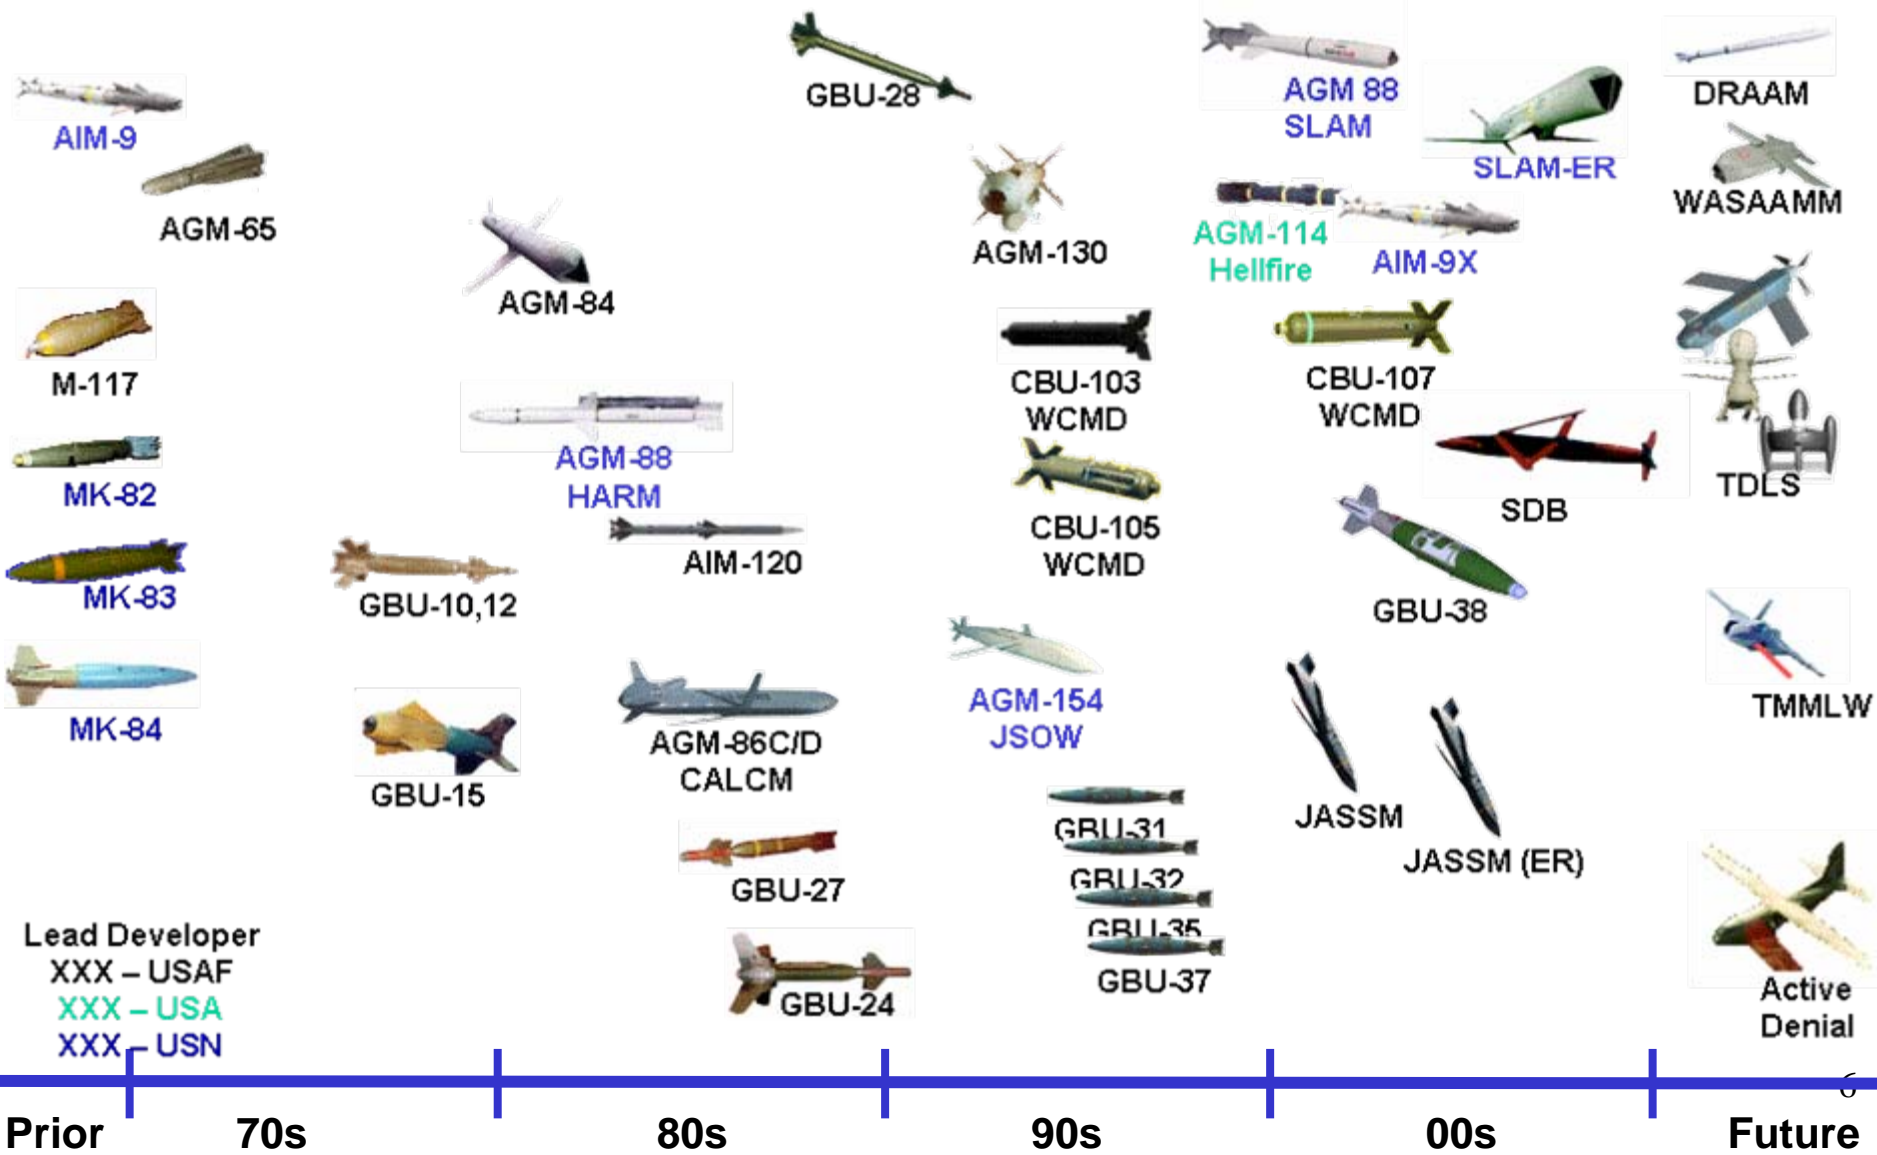 GBU-28
AGM 88
SLAM
DRAAM
AIM-9
SLAM-ER
WASAAMM
AGM-65
AGM-84
AGM-130
AGM-114
Hellfire
AIM-9X
M-117
CBU-103
WCMD
CBU-107
WCMD
AGM-88
HARM
MK-82
TDLS
SDB
CBU-105
WCMD
AIM-120
MK-83
GBU-10,12
GBU-38
MK-84
AGM-154
JSOW
TMMLW
AGM-86C/D
CALCM
GBU-15
JASSM
GBU-31
JASSM (ER)
GBU-27
GBU-32
GBU-35
GBU-37
GBU-24
Active
Denial
Lead Developer
XXX – USAF
XXX – USA
XXX – USN
6
Prior
70s
80s
90s
00s
Future